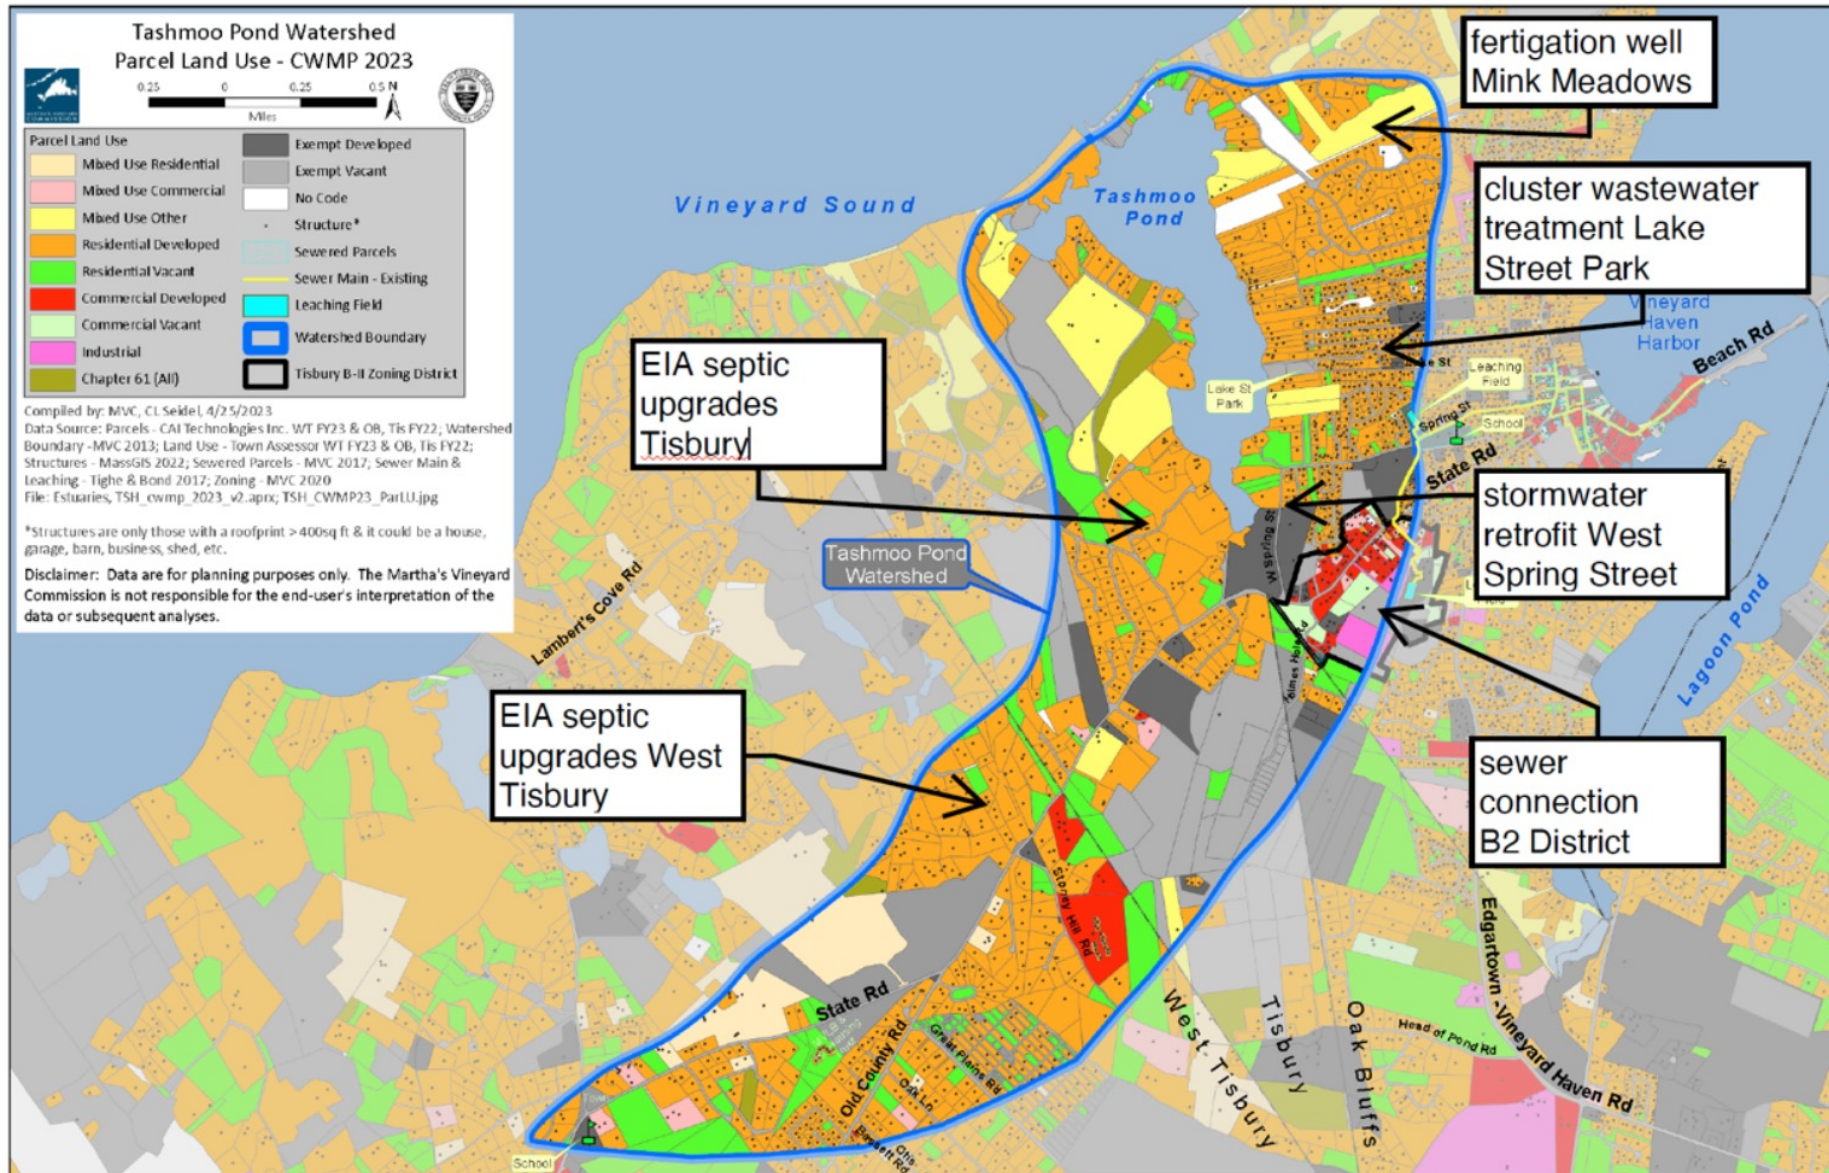 Tashmoo Pond Watershed
Parcel Land Use - CWMP 2023
0.25 0 0.25 0.5 N
Miles
Parcel Land Use
Mixed Use Residential
Mixed Use Commercial
Mixed Use Other
Residential Developed
Residential Vacant
Commercial Developed
Commercial Vacant
Industrial
Chapter 61 (All)
Exempt Developed
Exempt Vacant
No Code
Structure*
Sewered Parcels
Sewer Main - Existing
Leaching Field
Watershed Boundary
Tisbury B-II Zoning District
Compiled by: MVC, CL Seidel, 4/25/2023
Data Source: Parcels - CAI Technologies Inc. WT FY23 & OB, Tis FY22; Watershed
Boundary -MVC 2013; Land Use - Town Assessor WT FY23 & OB, Tis FY22;
Structures - MassGIS 2022; Sewered Parcels - MVC 2017; Sewer Main &
Leaching - Tighe & Bond 2017; Zoning - MVC 2020
File: Estuaries, TSH_cwmp_2023_v2.aprx; TSH_CWMP23_ParLU.jpg
*Structures are only those with a roofprint > 400sq ft & it could be a house,
garage, barn, business, shed, etc.
Disclaimer: Data are for planning purposes only. The Martha's Vineyard
Commission is not responsible for the end-user's interpretation of the
data or subsequent analyses.
fertigation well
Mink Meadows
cluster wastewater
treatment Lake
Street Park
Vineyard Sound
Tashmoo
Pond
Vineyard
Haven
Harbor
Beach Rd
EIA septic
upgrades
Tisbury
Lake St
Park
Leaching
Field
Spring St
School
State Rd
stormwater
retrofit West
Spring Street
W Spring St
Tashmoo Pond
Watershed
Lambert's Cove Rd
Lagoon Pond
EIA septic
upgrades West
Tisbury
sewer
connection
B2 District
Stoney Hill Rd
State Rd
Old County Rd
Great Plains Rd
Oak Ln
Bassett Rd
Otis
School
West Tisbury
Tisbury
Oak Bluffs
Head of Pond Rd
Edgartown -Vineyard Haven Rd